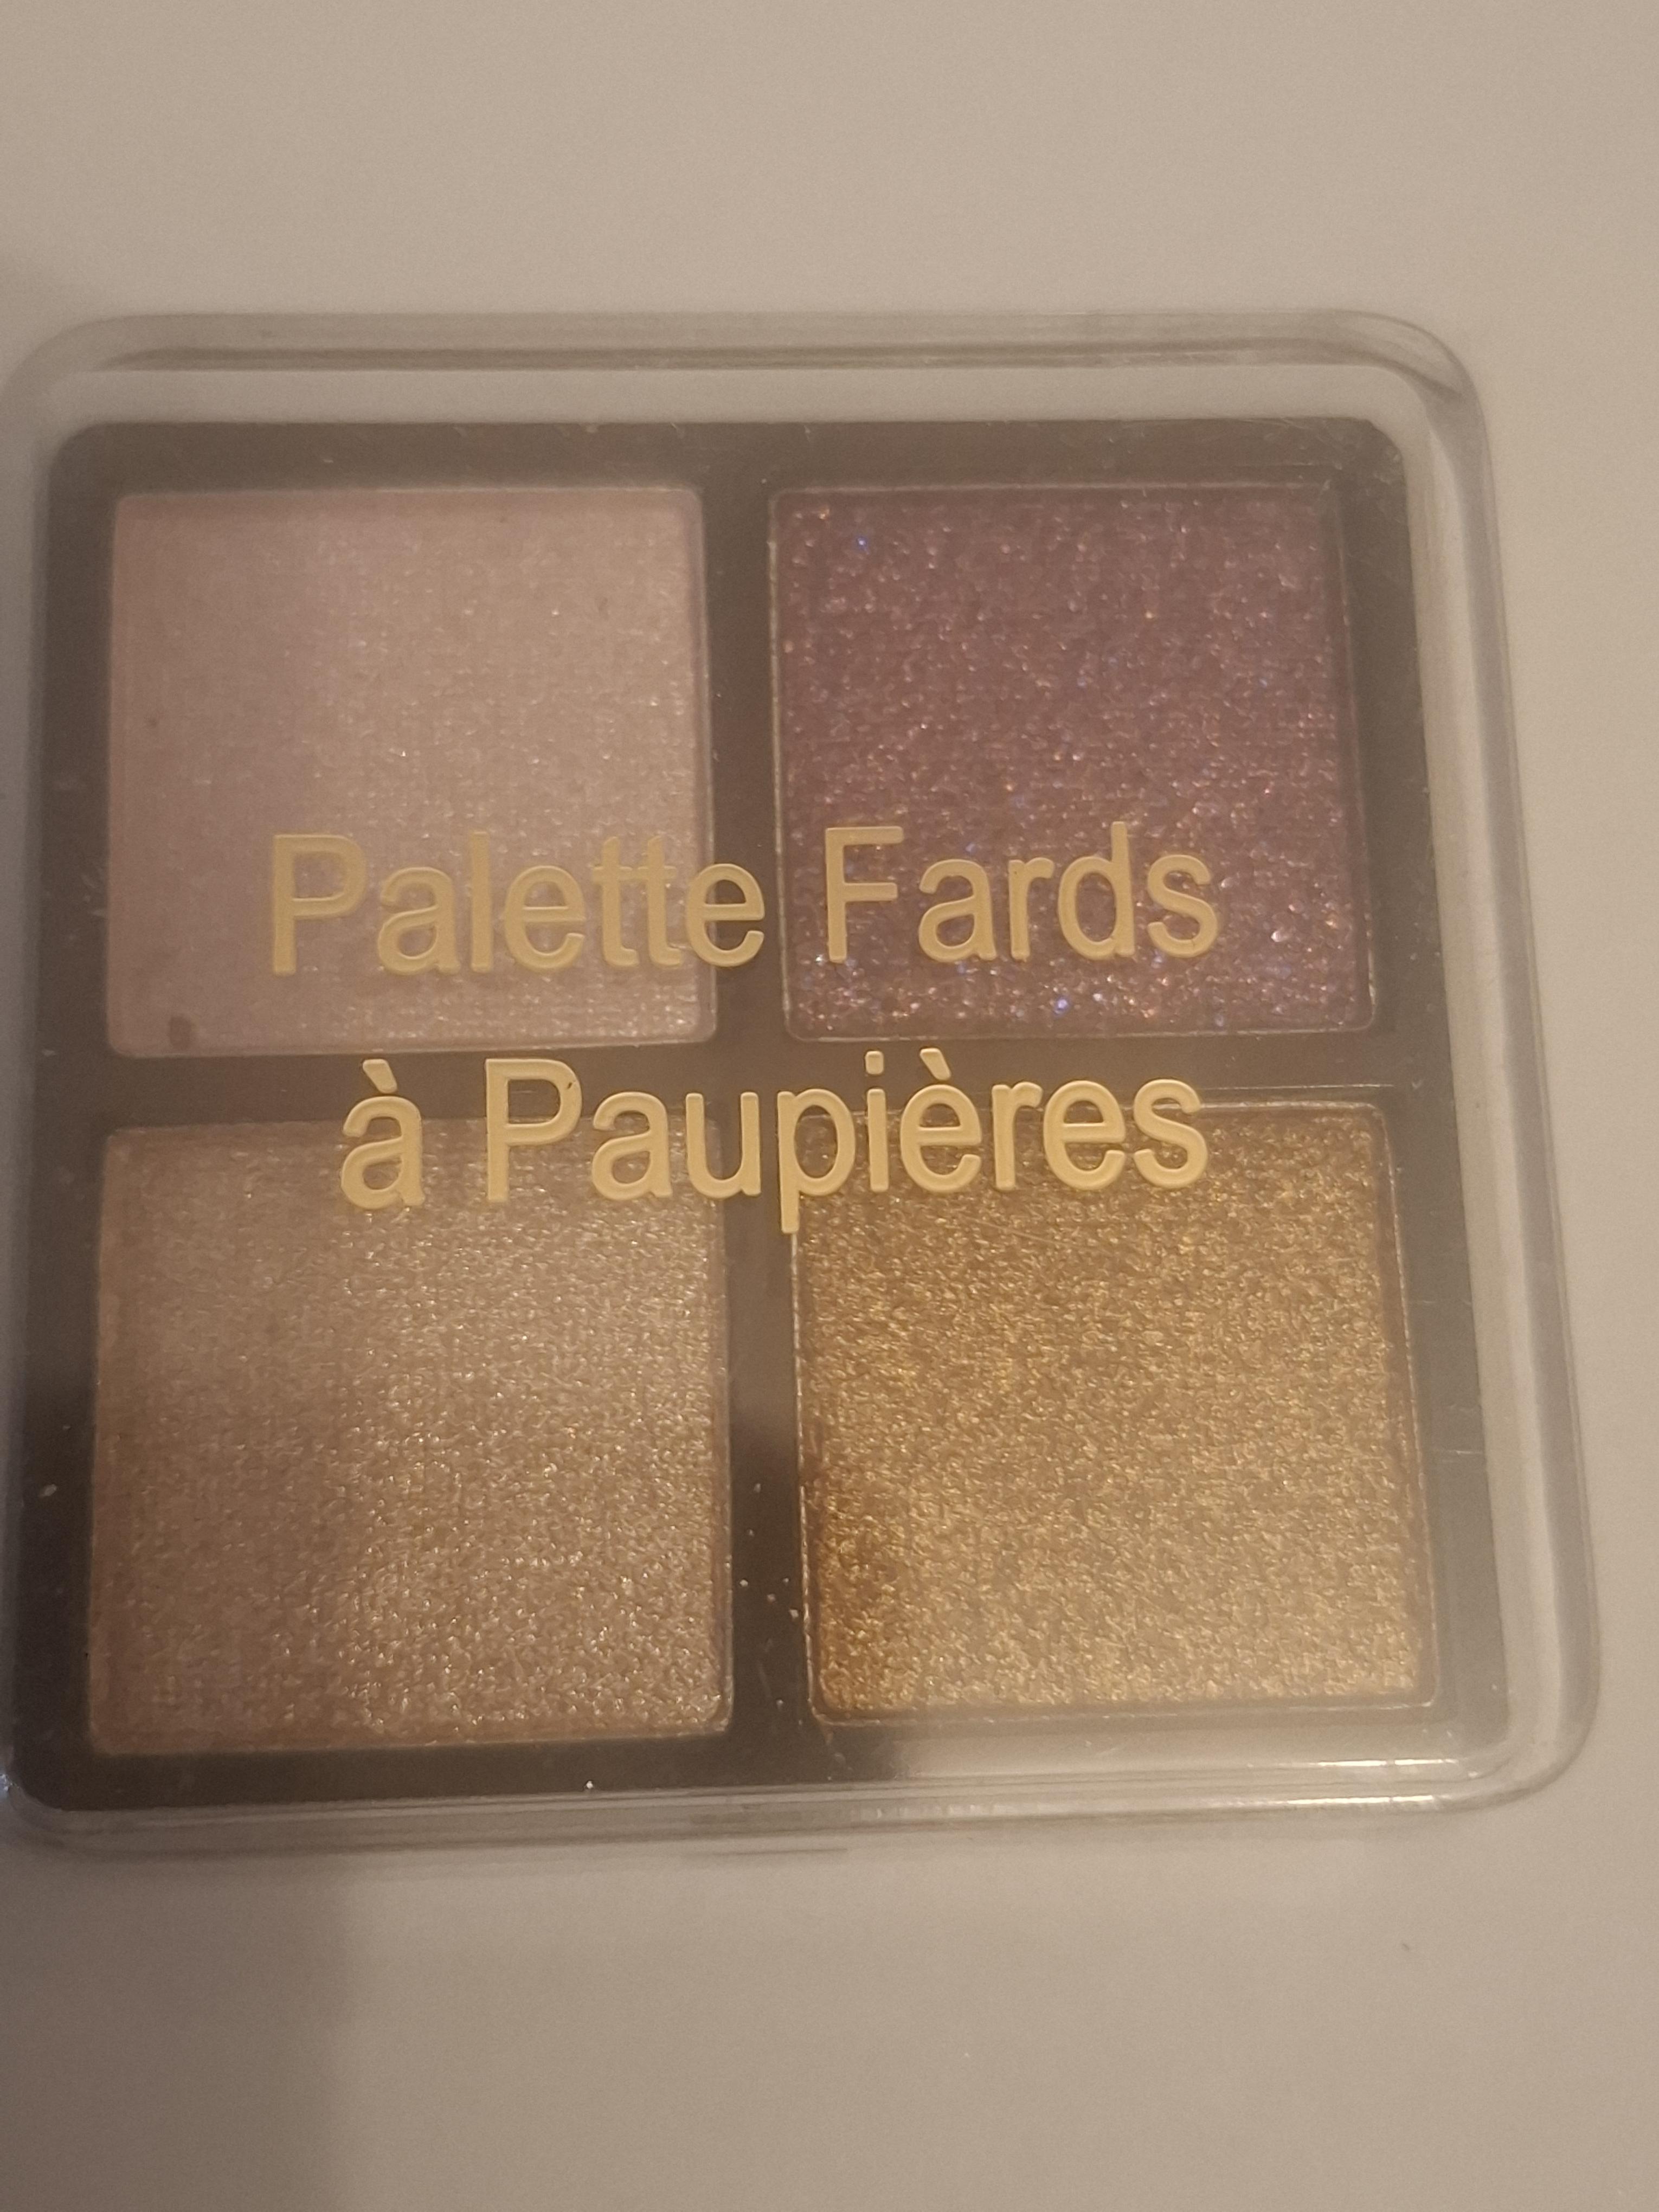 Palette Fards
à Paupières